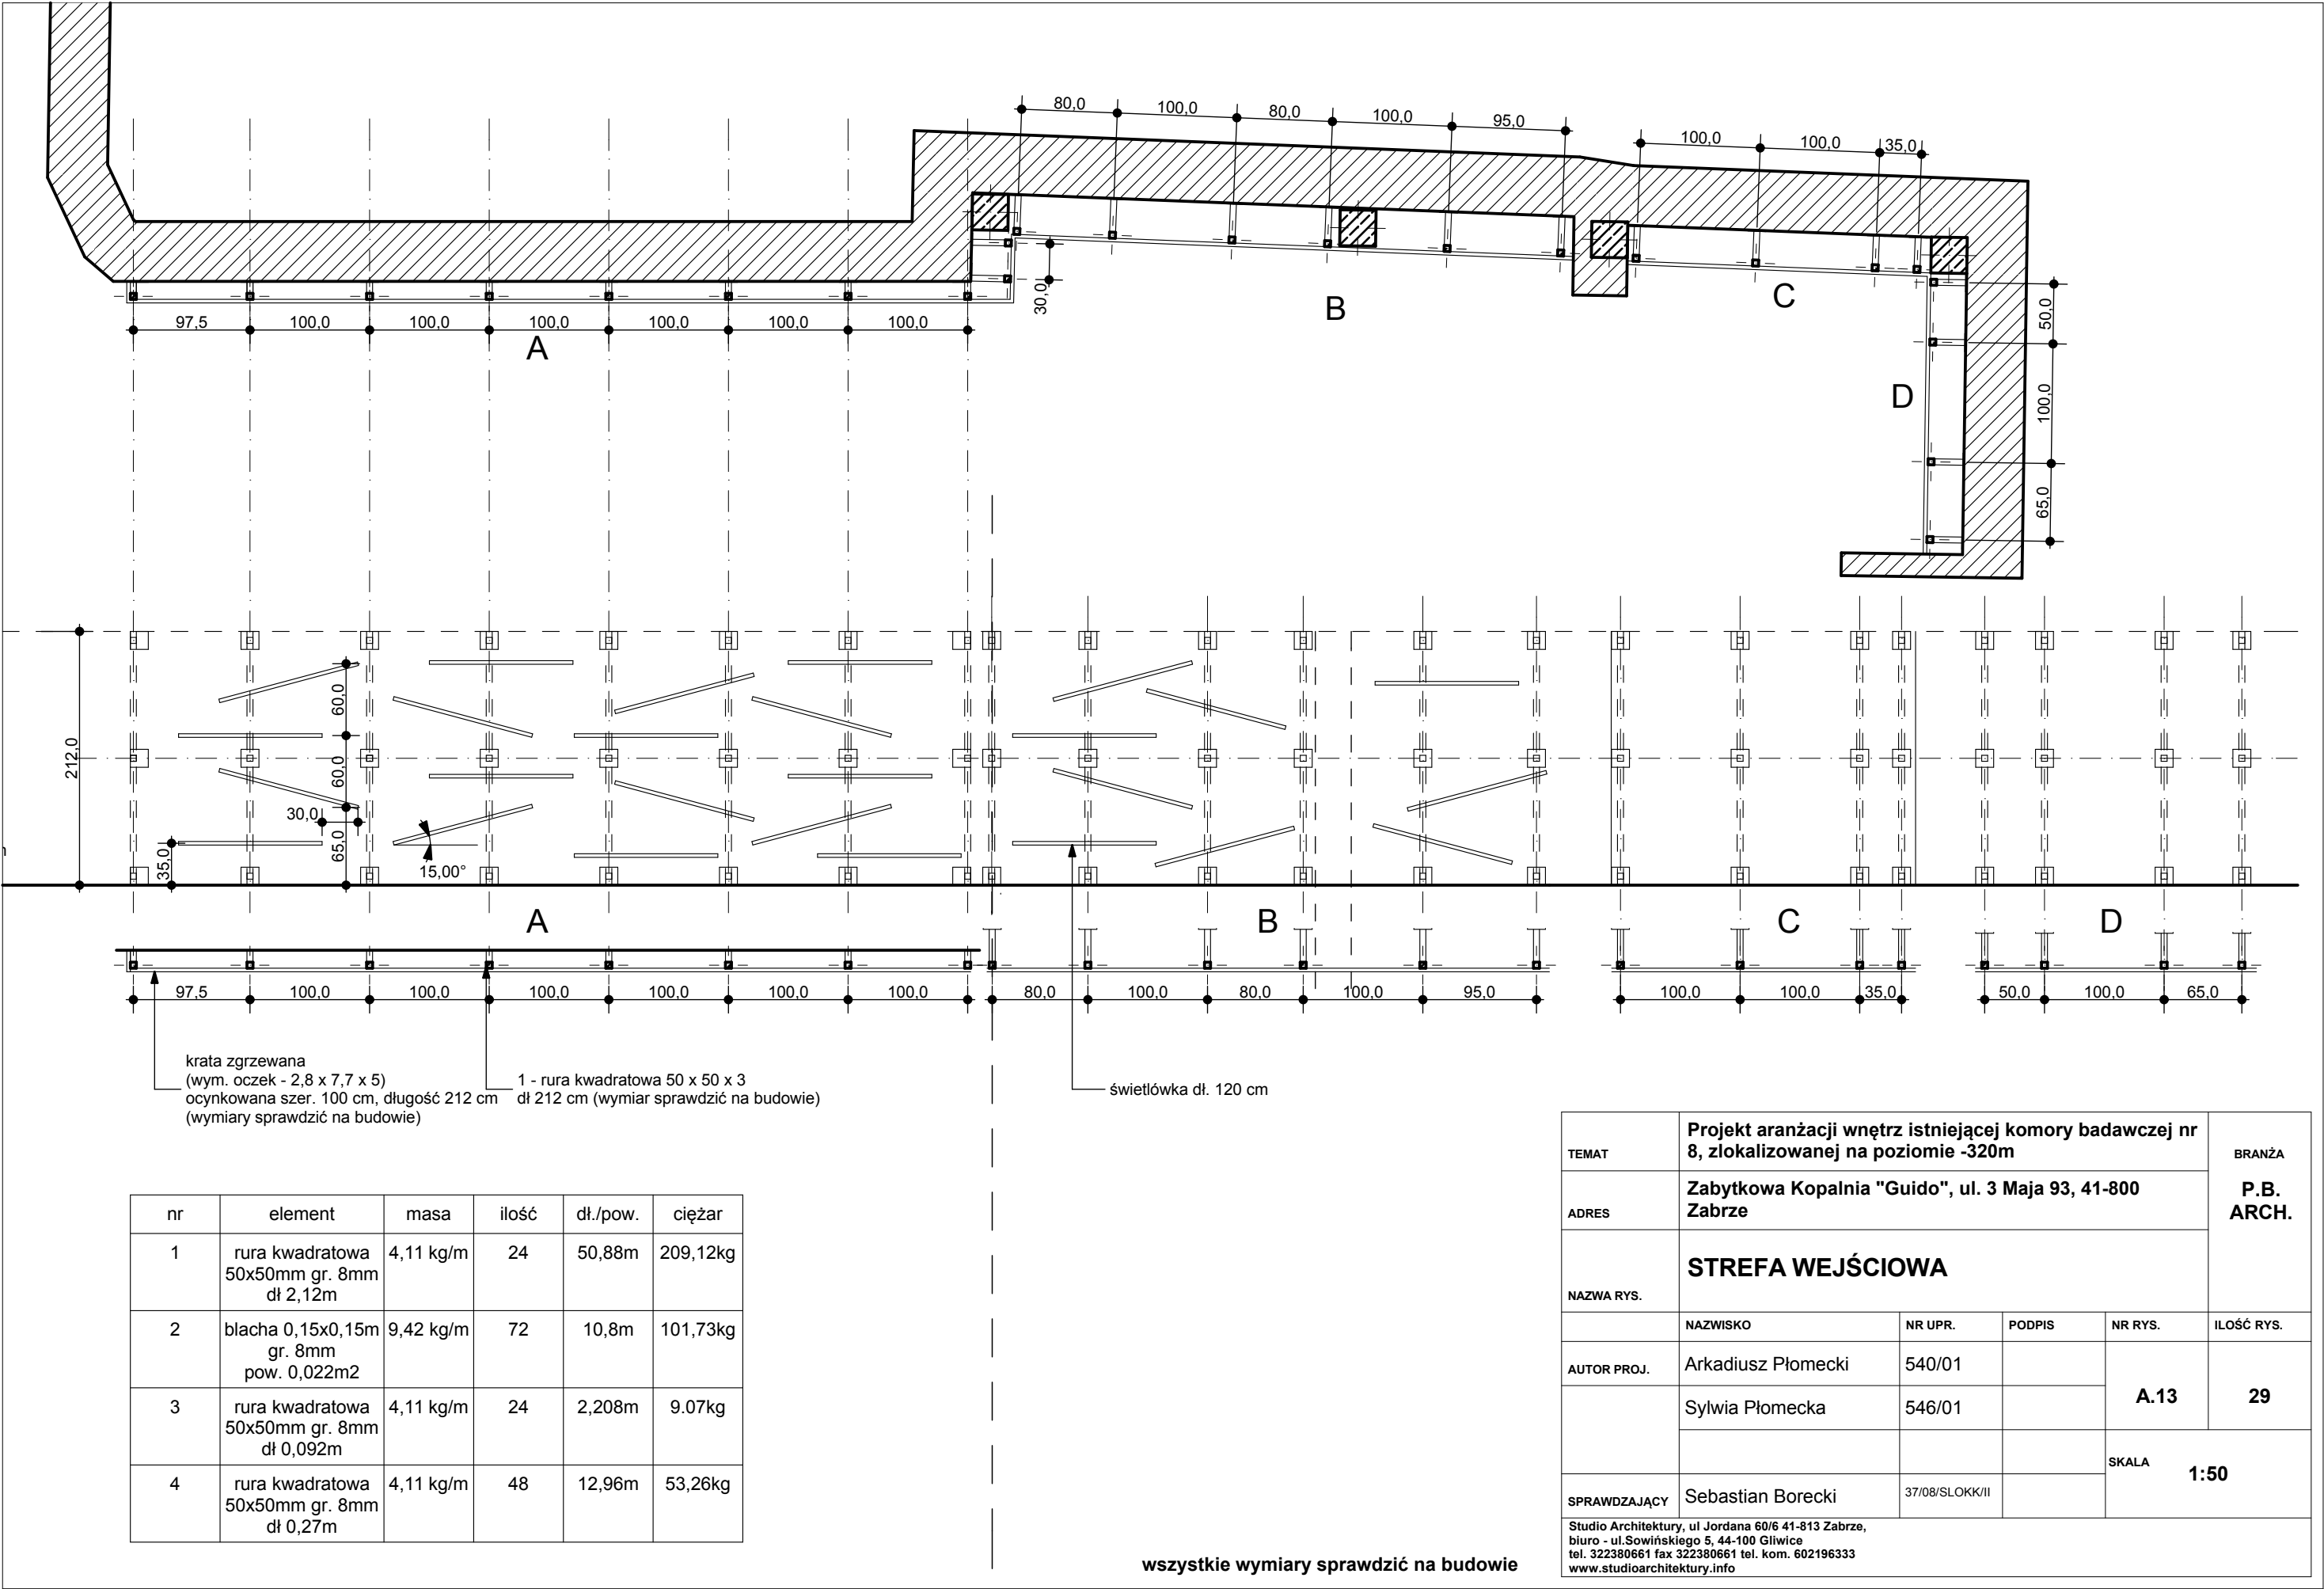 80,0 100,0 80,0 100,0 95,0
100,0 100,0 35,0
30,0
97,5 100,0 100,0 100,0 100,0 100,0 100,0
A
B
C
D
50,0
100,0
65,0
212,0
60,0
60,0
30,0
65,0
35,0
15,00°
A
B
C
D
97,5 100,0 100,0 100,0 100,0 100,0 100,0 80,0 100,0 80,0 100,0 95,0 100,0 100,0 35,0 50,0 100,0 65,0
krata zgrzewana
(wym. oczek - 2,8 x 7,7 x 5)
ocynkowana szer. 100 cm, długość 212 cm
(wymiary sprawdzić na budowie)
1 - rura kwadratowa 50 x 50 x 3
dł 212 cm (wymiar sprawdzić na budowie)
świetlówka dł. 120 cm
nr element masa ilość dł./pow. ciężar
1 rura kwadratowa 4,11 kg/m 24 50,88m 209,12kg
50x50mm gr. 8mm
dł 2,12m
2 blacha 0,15x0,15m 9,42 kg/m 72 10,8m 101,73kg
gr. 8mm
pow. 0,022m2
3 rura kwadratowa 4,11 kg/m 24 2,208m 9.07kg
50x50mm gr. 8mm
dł 0,092m
4 rura kwadratowa 4,11 kg/m 48 12,96m 53,26kg
50x50mm gr. 8mm
dł 0,27m
wszystkie wymiary sprawdzić na budowie
TEMAT
Projekt aranżacji wnętrz istniejącej komory badawczej nr
8, zlokalizowanej na poziomie -320m
BRANŻA
P.B.
ARCH.
ADRES
Zabytkowa Kopalnia "Guido", ul. 3 Maja 93, 41-800
Zabrze
NAZWA RYS.
STREFA WEJŚCIOWA
NAZWISKO NR UPR. PODPIS NR RYS. ILOŚĆ RYS.
AUTOR PROJ. Arkadiusz Płomecki 540/01
Sylwia Płomecka 546/01
A.13 29
SKALA 1:50
SPRAWDZAJĄCY Sebastian Borecki 37/08/SLOKK/II
Studio Architektury, ul Jordana 60/6 41-813 Zabrze,
biuro - ul.Sowińskiego 5, 44-100 Gliwice
tel. 322380661 fax 322380661 tel. kom. 602196333
www.studioarchitektury.info